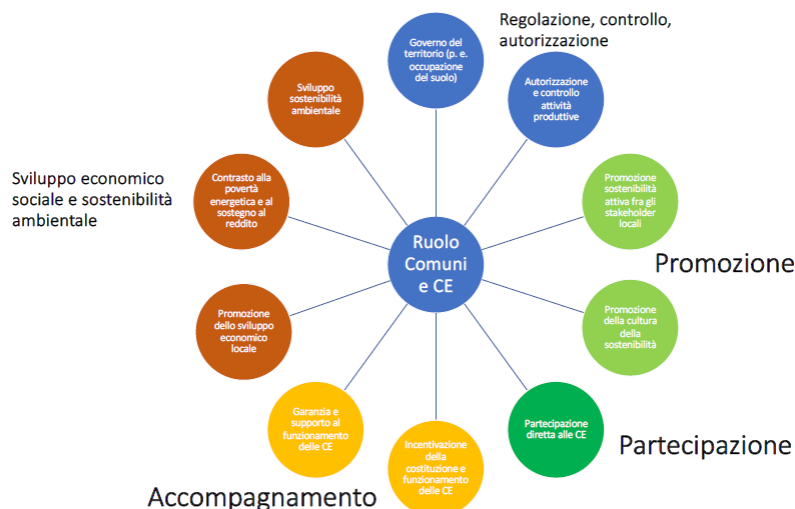 Regolazione, controllo,
autorizzazione
Governo del
territorio (p. e.
occupazione
del suolo)
Autorizzazione
e controllo
attività
produttive
Sviluppo
sostenibilità
ambientale
Sviluppo economico
sociale e sostenibilità
ambientale
Contrasto alla
povertà
energetica e al
sostegno al
reddito
Promozione
sostenibilità
attiva fra gli
stakeholder
locali
Ruolo
Comuni
e CE
Promozione
Promozione
dello sviluppo
economico
locale
Promozione
della cultura
della
sostenibilità
Garanzia e
supporto al
funzionamento
delle CE
Incentivazione
della
costituzione e
funzionamento
delle CE
Partecipazione
diretta alle CE
Partecipazione
Accompagnamento